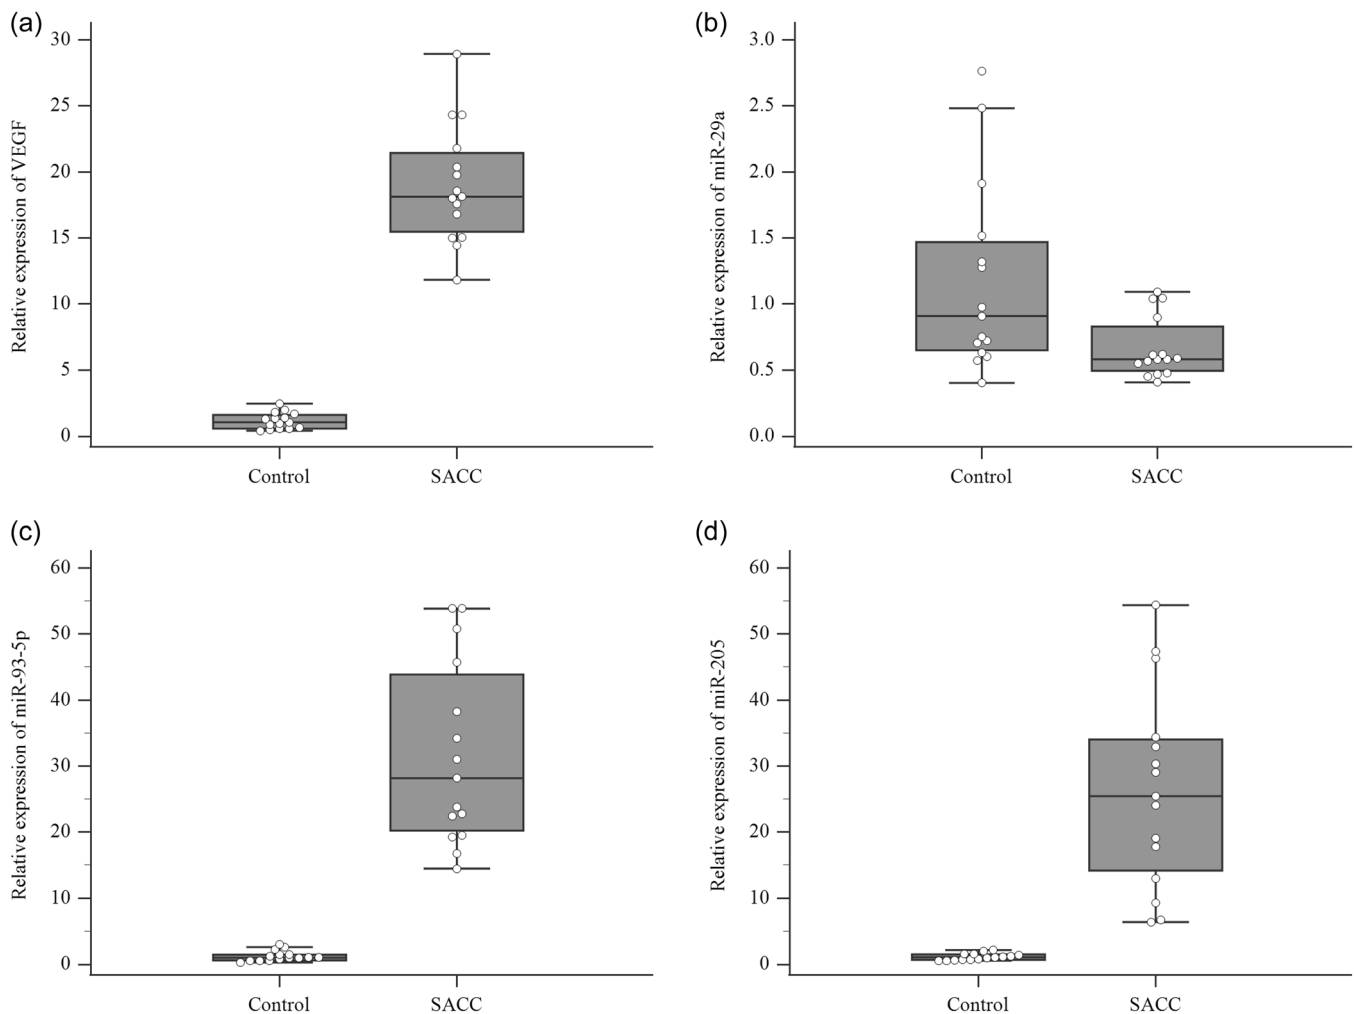 (a)
30
25
20
15
10
5
0
Relative expression of VEGF
Control
SACC
(b)
3.0
2.5
2.0
1.5
1.0
0.5
0.0
Relative expression of miR-29a
Control
SACC
(c)
60
50
40
30
20
10
0
Relative expression of miR-93-5p
Control
SACC
(d)
60
50
40
30
20
10
0
Relative expression of miR-205
Control
SACC